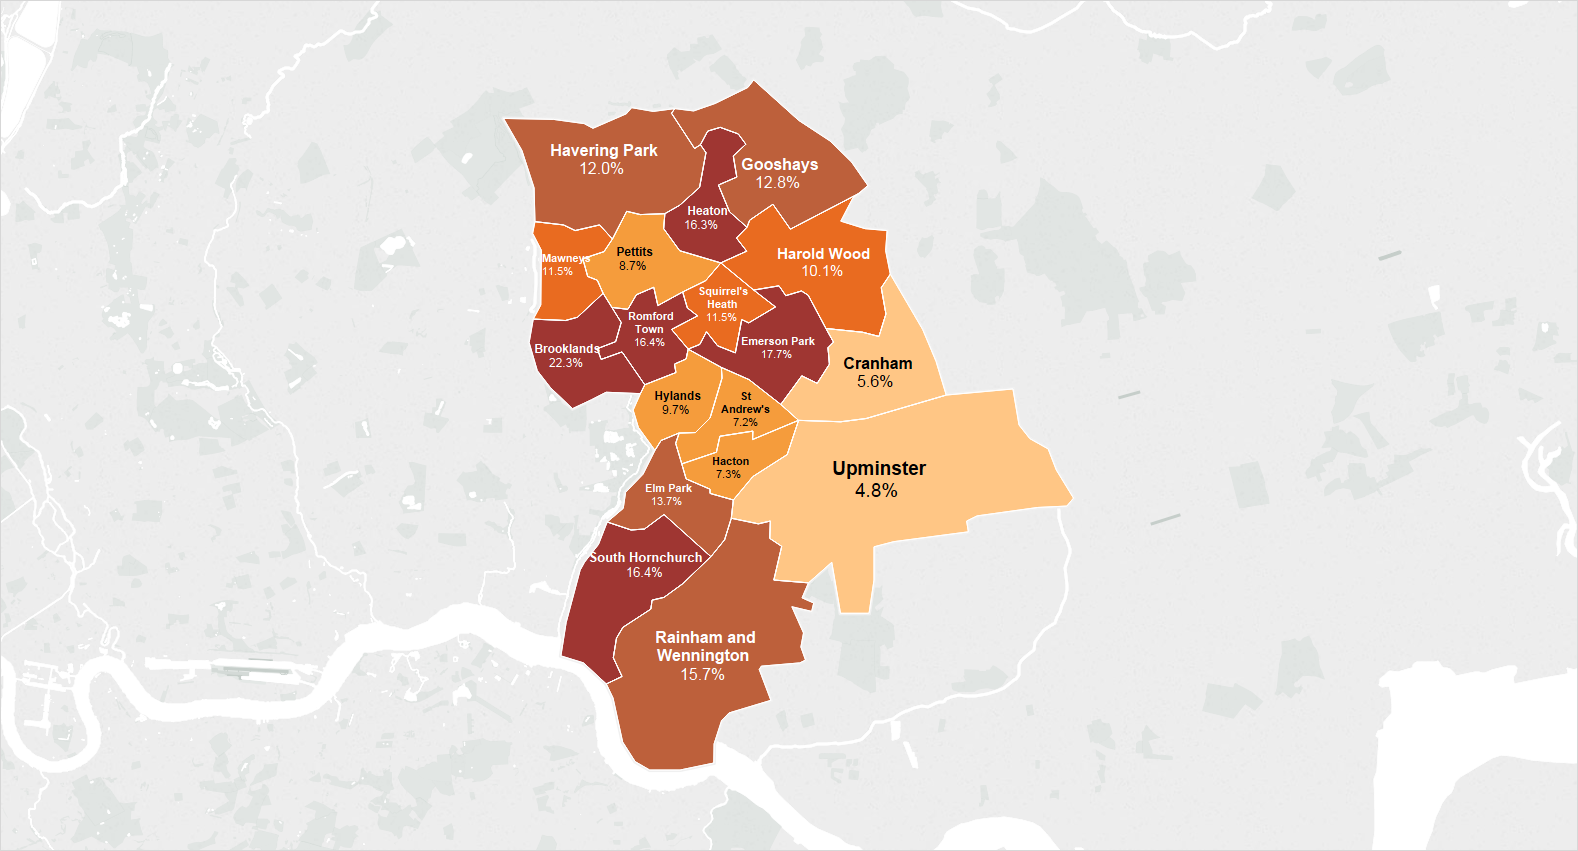 Havering Park
12.0%
Gooshays
12.8%
Heaton
16.3%
Mawneys
11.5%
Pettits
8.7%
Harold Wood
10.1%
Squirrel's
Heath
11.5%
Romford
Town
16.4%
Brooklands
22.3%
Emerson Park
17.7%
Cranham
5.6%
Hylands
9.7%
St
Andrew's
7.2%
Hacton
7.3%
Upminster
4.8%
Elm Park
13.7%
South Hornchurch
16.4%
Rainham and
Wennington
15.7%